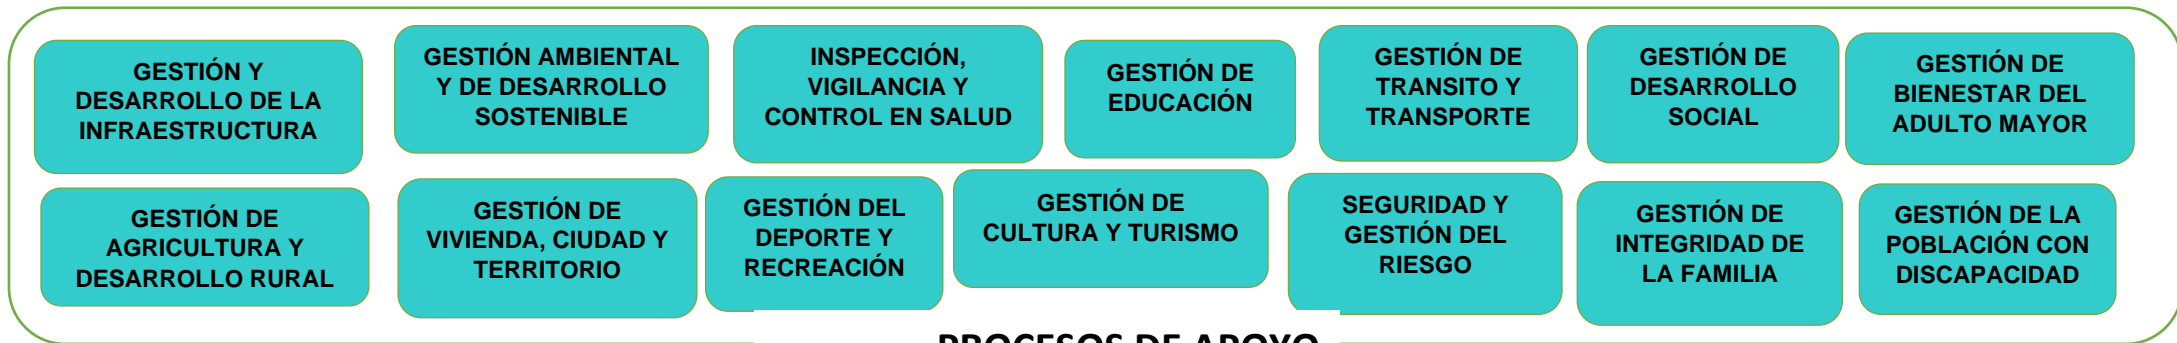 GESTIÓN Y
DESARROLLO DE LA
INFRAESTRUCTURA
GESTIÓN AMBIENTAL
Y DE DESARROLLO
SOSTENIBLE
INSPECCIÓN,
VIGILANCIA Y
CONTROL EN SALUD
GESTIÓN DE
EDUCACIÓN
GESTIÓN DE
TRANSITO Y
TRANSPORTE
GESTIÓN DE
DESARROLLO
SOCIAL
GESTIÓN DE
BIENESTAR DEL
ADULTO MAYOR
GESTIÓN DE
AGRICULTURA Y
DESARROLLO RURAL
GESTIÓN DE
VIVIENDA, CIUDAD Y
TERRITORIO
GESTIÓN DEL
DEPORTE Y
RECREACIÓN
GESTIÓN DE
CULTURA Y TURISMO
SEGURIDAD Y
GESTIÓN DEL
RIESGO
GESTIÓN DE
INTEGRIDAD DE
LA FAMILIA
GESTIÓN DE LA
POBLACIÓN CON
DISCAPACIDAD
PROCESOS DE APOYO